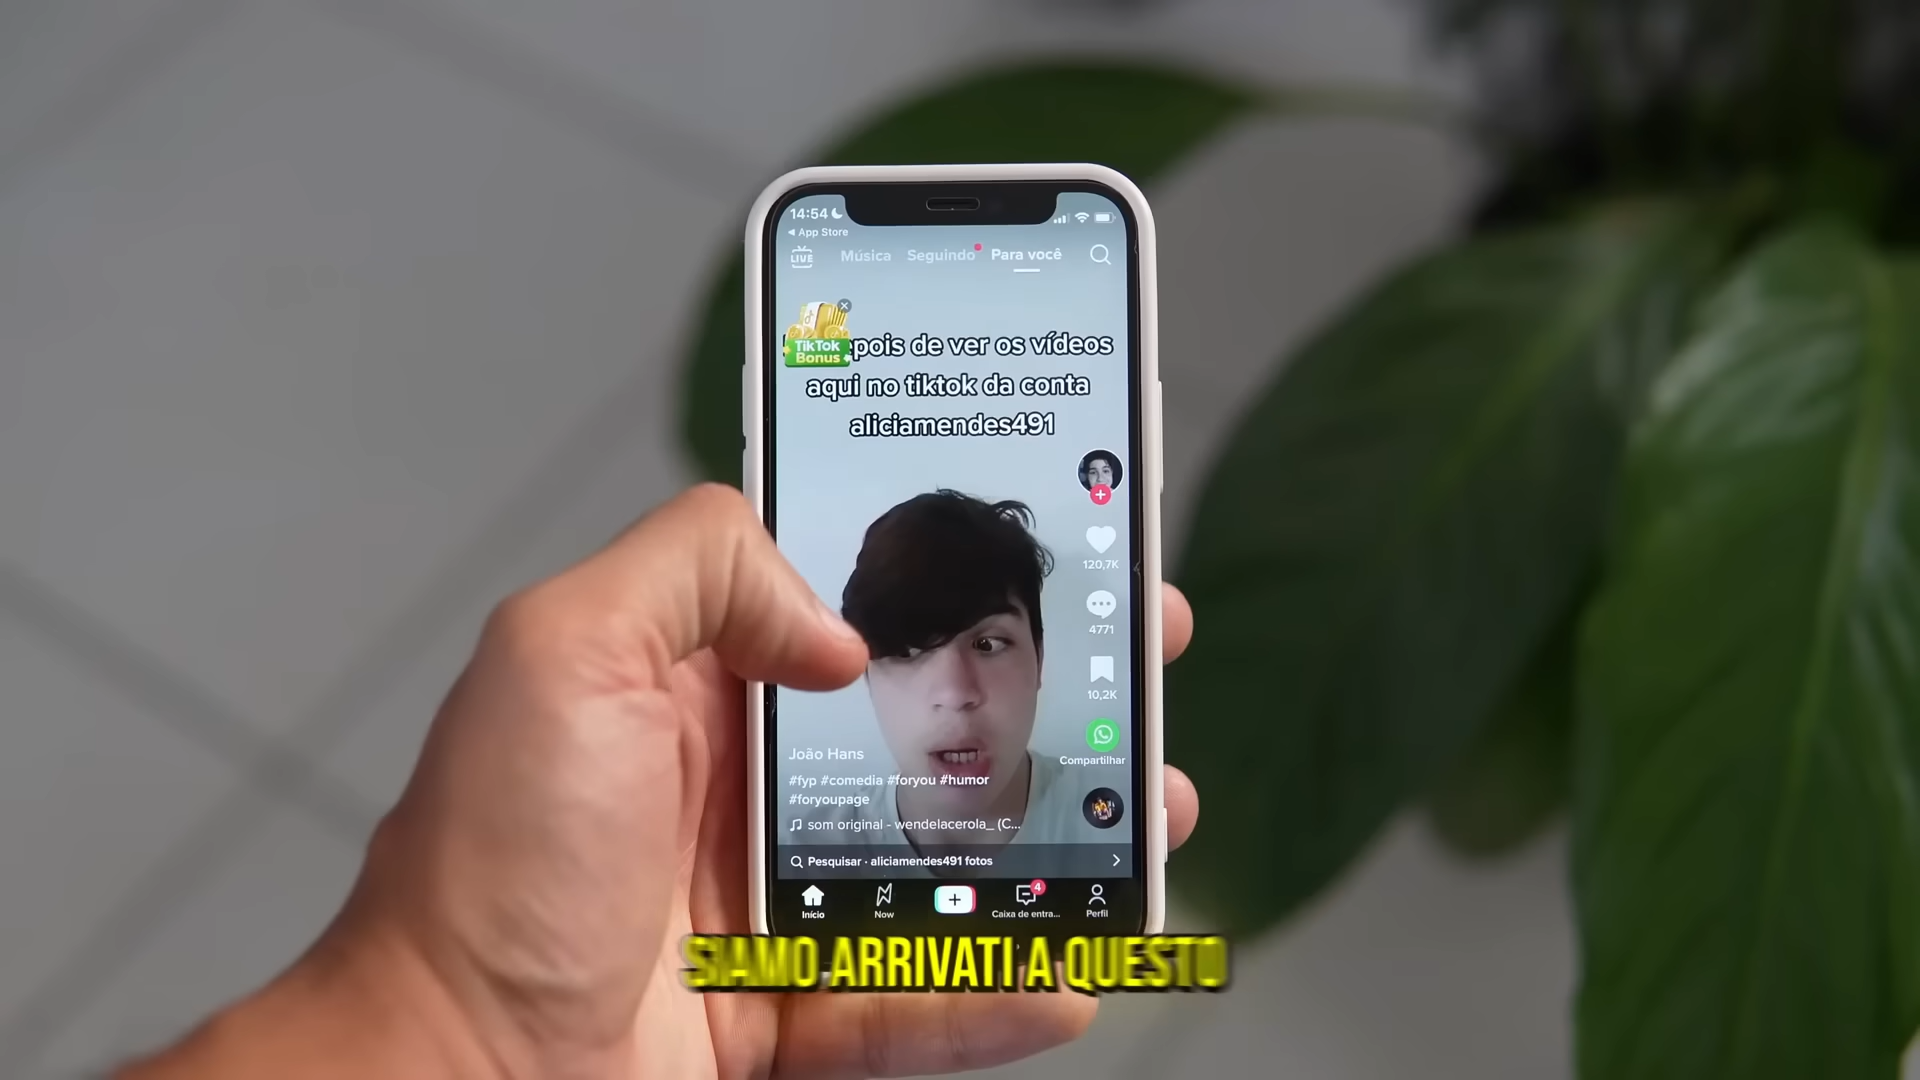 14:54
App Store
LIVE
Música Seguindo Para você
TikTok
Bonus
epois de ver os vídeos
aqui no tiktok da conta
aliciamendes491
120,7K
4771
10,2K
Compartilhar
João Hans
#fyp #comedia #foryou #humor
#foryoupage
som original - wendelacerola_ (C...
Pesquisar · aliciamendes491 fotos
4
Início Now Caixa de entra... Perfil
SIAMO ARRIVATI A QUESTO